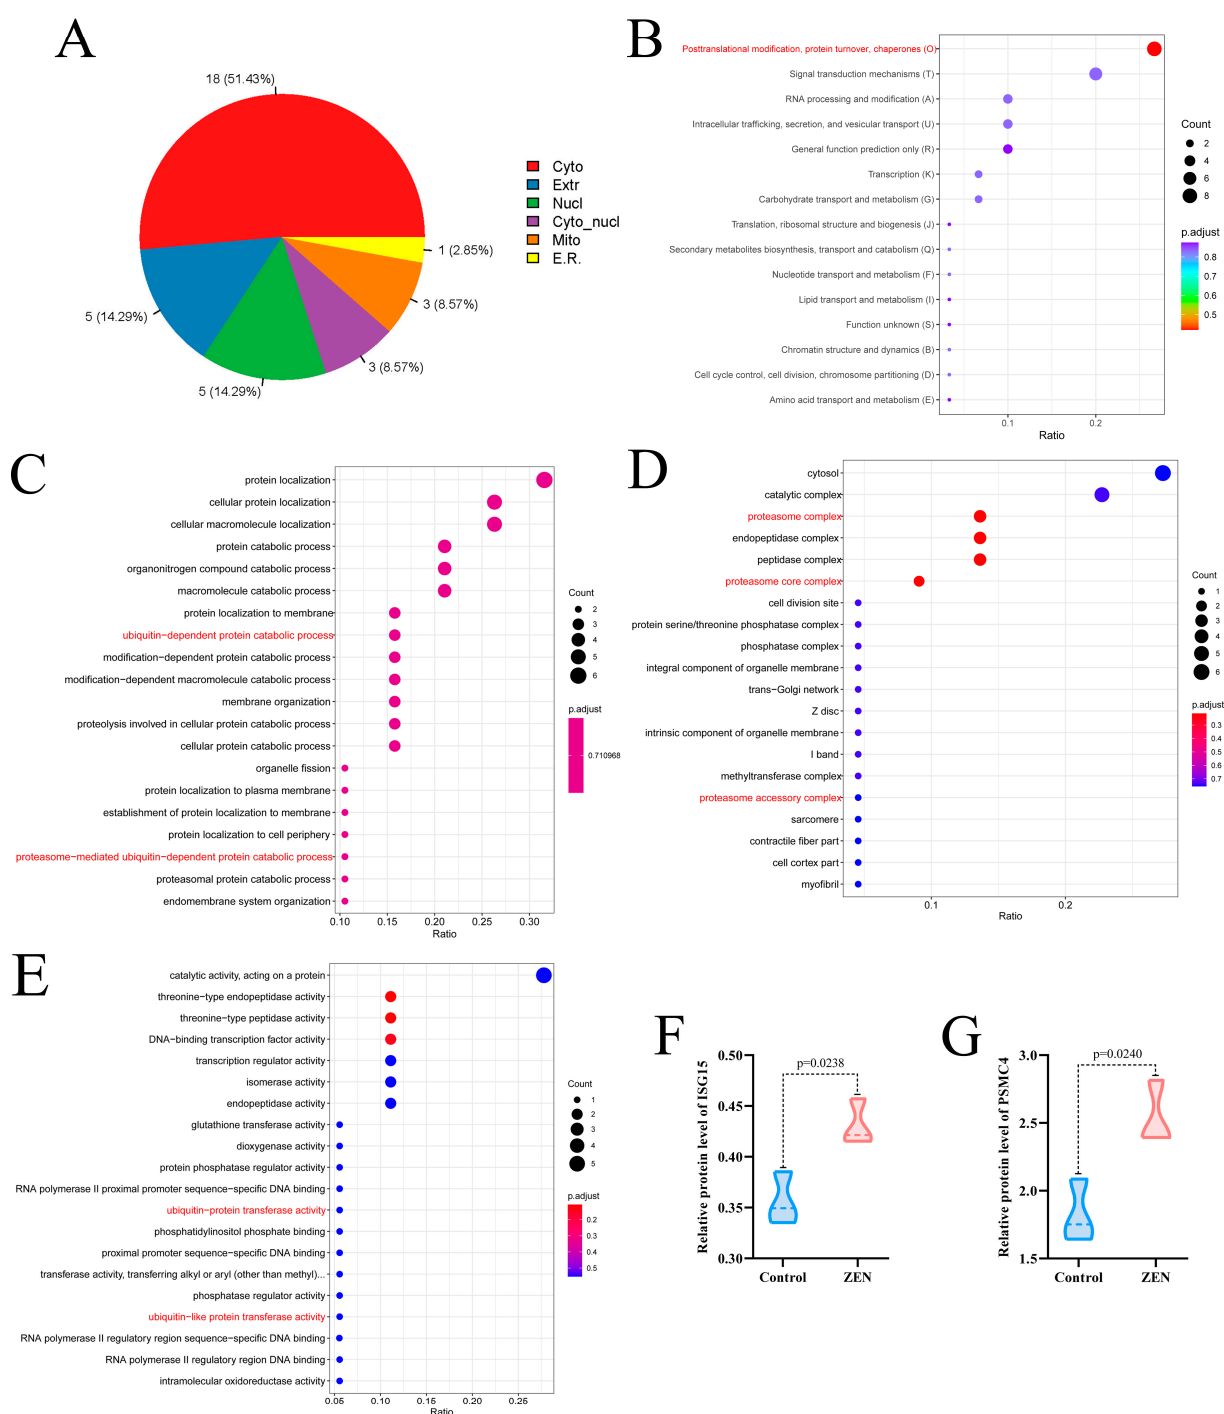 A
18 (51.43%)
5 (14.29%)
5 (14.29%)
3 (8.57%)
3 (8.57%)
1 (2.85%)
Cyto
Extr
Nucl
Cyto_nucl
Mito
E.R.
B
Posttranslational modification, protein turnover, chaperones (O)
Signal transduction mechanisms (T)
RNA processing and modification (A)
Intracellular trafficking, secretion, and vesicular transport (U)
General function prediction only (R)
Transcription (K)
Carbohydrate transport and metabolism (G)
Translation, ribosomal structure and biogenesis (J)
Secondary metabolites biosynthesis, transport and catabolism (Q)
Nucleotide transport and metabolism (F)
Lipid transport and metabolism (I)
Function unknown (S)
Chromatin structure and dynamics (B)
Cell cycle control, cell division, chromosome partitioning (D)
Amino acid transport and metabolism (E)
0.1 0.2
Ratio
Count
2
4
6
8
p.adjust
0.8
0.7
0.6
0.5
C
protein localization
cellular protein localization
cellular macromolecule localization
protein catabolic process
organonitrogen compound catabolic process
macromolecule catabolic process
protein localization to membrane
ubiquitin−dependent protein catabolic process
modification−dependent protein catabolic process
modification−dependent macromolecule catabolic process
membrane organization
proteolysis involved in cellular protein catabolic process
cellular protein catabolic process
organelle fission
protein localization to plasma membrane
establishment of protein localization to membrane
protein localization to cell periphery
proteasome−mediated ubiquitin−dependent protein catabolic process
proteasomal protein catabolic process
endomembrane system organization
0.10 0.15 0.20 0.25 0.30
Ratio
Count
2
3
4
5
6
p.adjust
0.710968
D
cytosol
catalytic complex
proteasome complex
endopeptidase complex
peptidase complex
proteasome core complex
cell division site
protein serine/threonine phosphatase complex
phosphatase complex
integral component of organelle membrane
trans−Golgi network
Z disc
intrinsic component of organelle membrane
I band
methyltransferase complex
proteasome accessory complex
sarcomere
contractile fiber part
cell cortex part
myofibril
0.1 0.2
Ratio
Count
1
2
3
4
5
6
p.adjust
0.3
0.4
0.5
0.6
0.7
E
catalytic activity, acting on a protein
threonine−type endopeptidase activity
threonine−type peptidase activity
DNA−binding transcription factor activity
transcription regulator activity
isomerase activity
endopeptidase activity
glutathione transferase activity
dioxygenase activity
protein phosphatase regulator activity
RNA polymerase II proximal promoter sequence−specific DNA binding
ubiquitin−protein transferase activity
phosphatidylinositol phosphate binding
proximal promoter sequence−specific DNA binding
transferase activity, transferring alkyl or aryl (other than methyl)...
phosphatase regulator activity
ubiquitin−like protein transferase activity
RNA polymerase II regulatory region sequence−specific DNA binding
RNA polymerase II regulatory region DNA binding
intramolecular oxidoreductase activity
0.05 0.10 0.15 0.20 0.25
Ratio
Count
1
2
3
4
5
p.adjust
0.2
0.3
0.4
0.5
F
Relative protein level of ISG15
0.50
0.45
0.40
0.35
0.30
p=0.0238
Control ZEN
G
Relative protein level of PSMC4
3.0
2.5
2.0
1.5
p=0.0240
Control ZEN